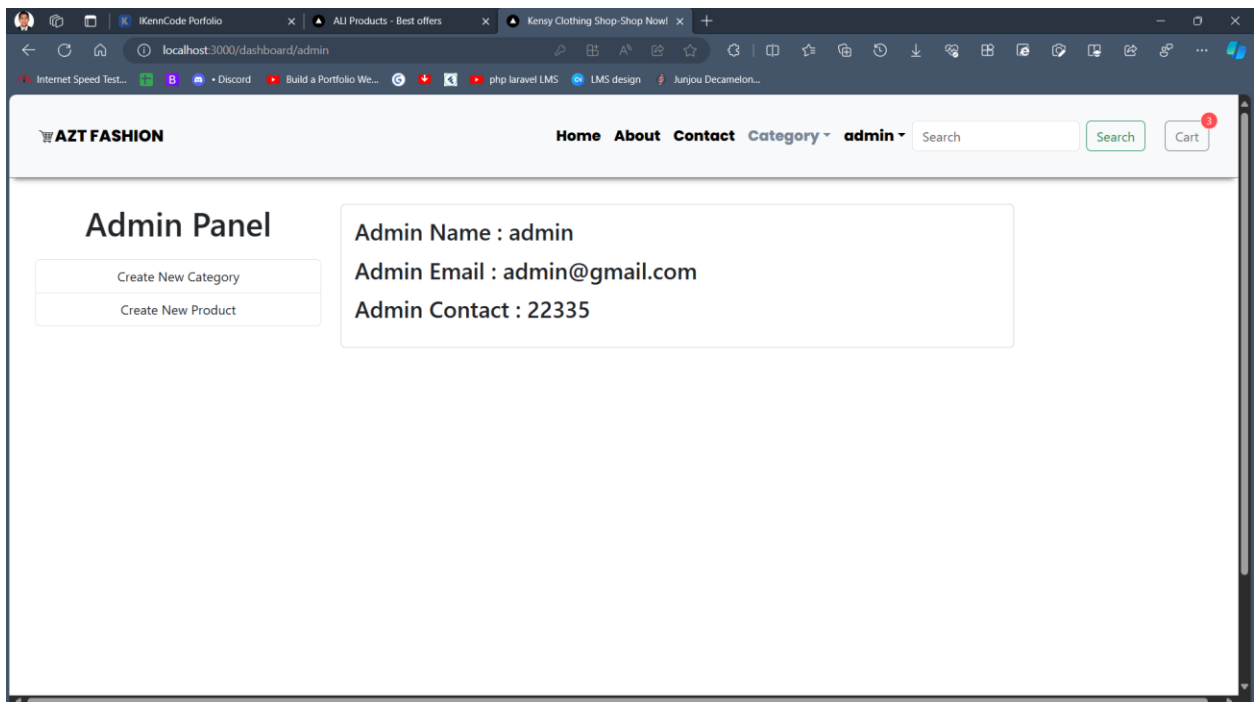 IKennCode Porfolio
ALI Products - Best offers
Kensy Clothing Shop-Shop Now!
localhost:3000/dashboard/admin
Internet Speed Test...
B
• Discord
Build a Portfolio We...
php laravel LMS
LMS design
Junjou Decamelon...
AZT FASHION
Home About Contact Category admin Search Search Cart 3
Admin Panel
Create New Category
Create New Product
Admin Name : admin
Admin Email : admin@gmail.com
Admin Contact : 22335